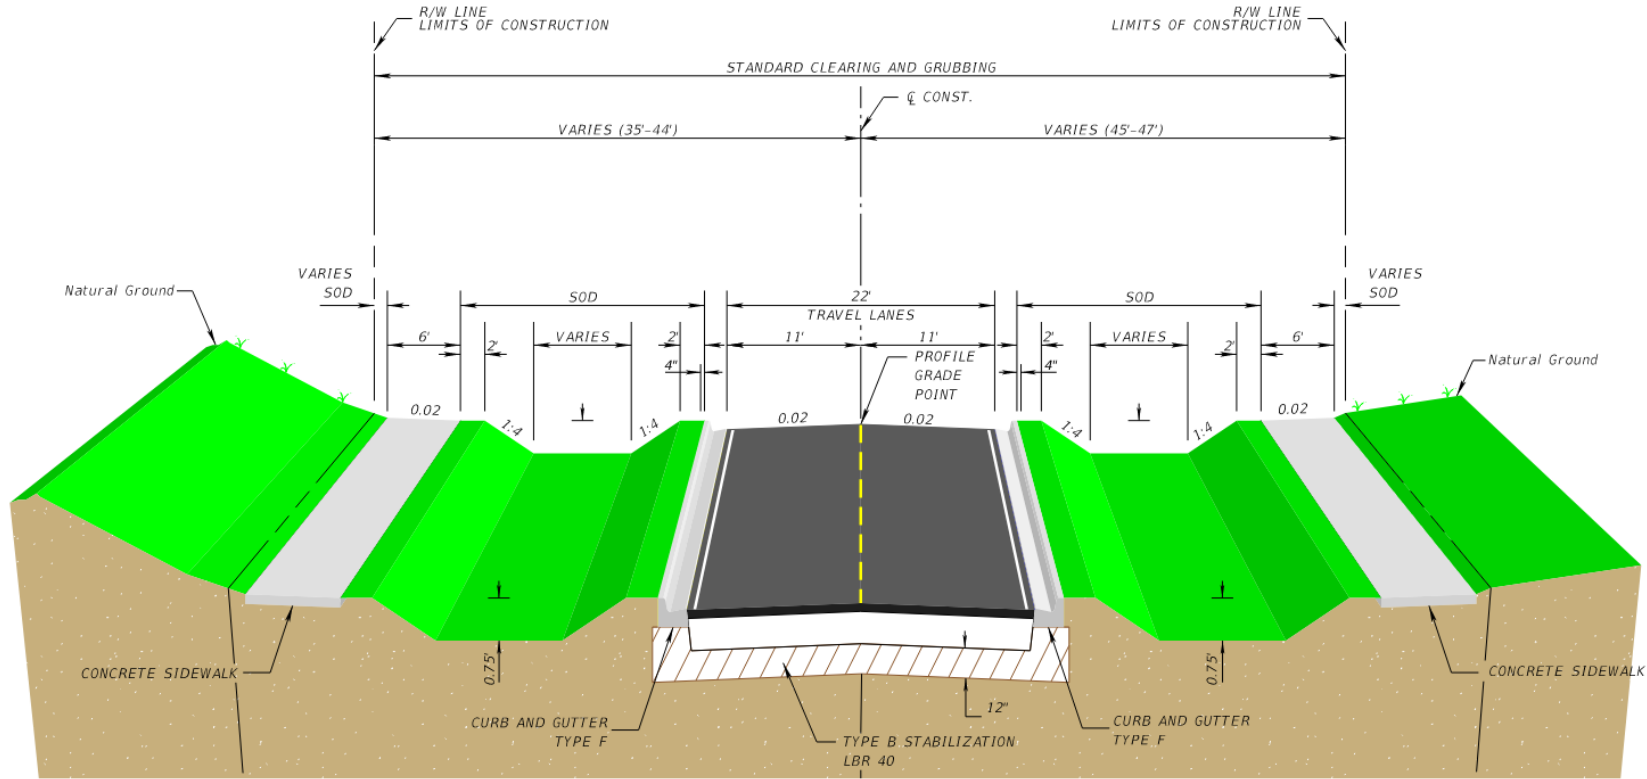 R/W LINE
LIMITS OF CONSTRUCTION
R/W LINE
LIMITS OF CONSTRUCTION
STANDARD CLEARING AND GRUBBING
℄ CONST.
VARIES (35'-44')
VARIES (45'-47')
VARIES
SOD
VARIES
SOD
Natural Ground
SOD
22'
SOD
TRAVEL LANES
6'
2'
VARIES
2'
11'
11'
2'
VARIES
2'
6'
4"
4"
PROFILE
GRADE
POINT
Natural Ground
0.02
1:4
1:4
0.02
0.02
1:4
1:4
0.02
0.75'
0.75'
CONCRETE SIDEWALK
CONCRETE SIDEWALK
12"
CURB AND GUTTER
TYPE F
TYPE B STABILIZATION
LBR 40
CURB AND GUTTER
TYPE F